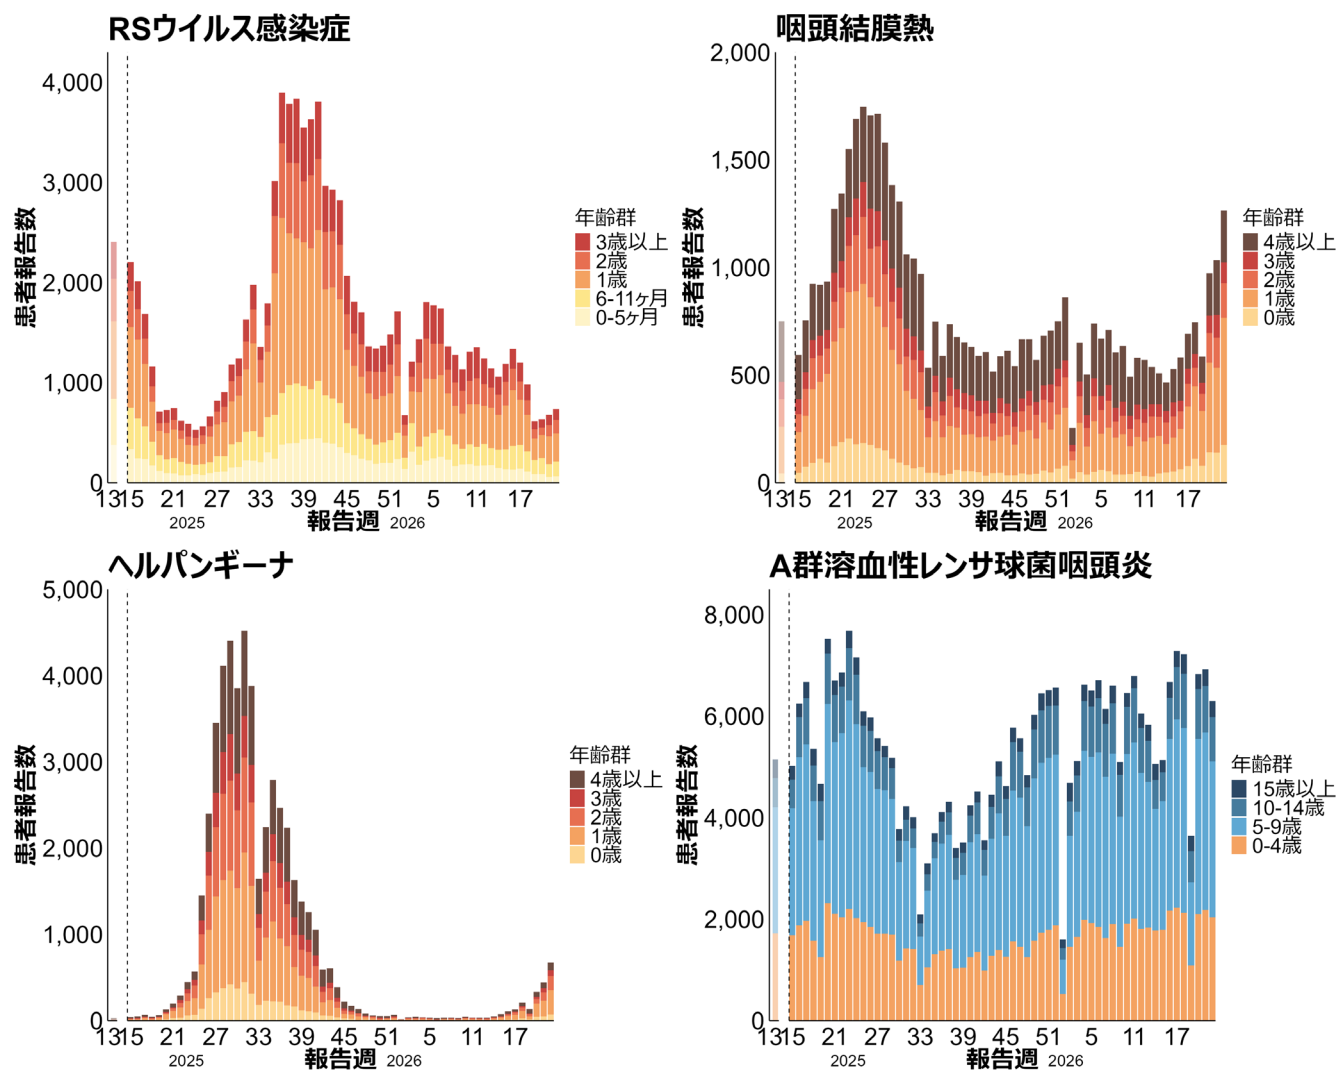 RSウイルス感染症
患者報告数
4,000
3,000
2,000
1,000
0
13 15 21 27 33 39 45 51 5 11 17
2025 報告週 2026
年齢群
3歳以上
2歳
1歳
6-11ヶ月
0-5ヶ月
咽頭結膜熱
患者報告数
2,000
1,500
1,000
500
0
13 15 21 27 33 39 45 51 5 11 17
2025 報告週 2026
年齢群
4歳以上
3歳
2歳
1歳
0歳
ヘルパンギーナ
患者報告数
5,000
4,000
3,000
2,000
1,000
0
13 15 21 27 33 39 45 51 5 11 17
2025 報告週 2026
年齢群
4歳以上
3歳
2歳
1歳
0歳
A群溶血性レンサ球菌咽頭炎
患者報告数
8,000
6,000
4,000
2,000
0
13 15 21 27 33 39 45 51 5 11 17
2025 報告週 2026
年齢群
15歳以上
10-14歳
5-9歳
0-4歳